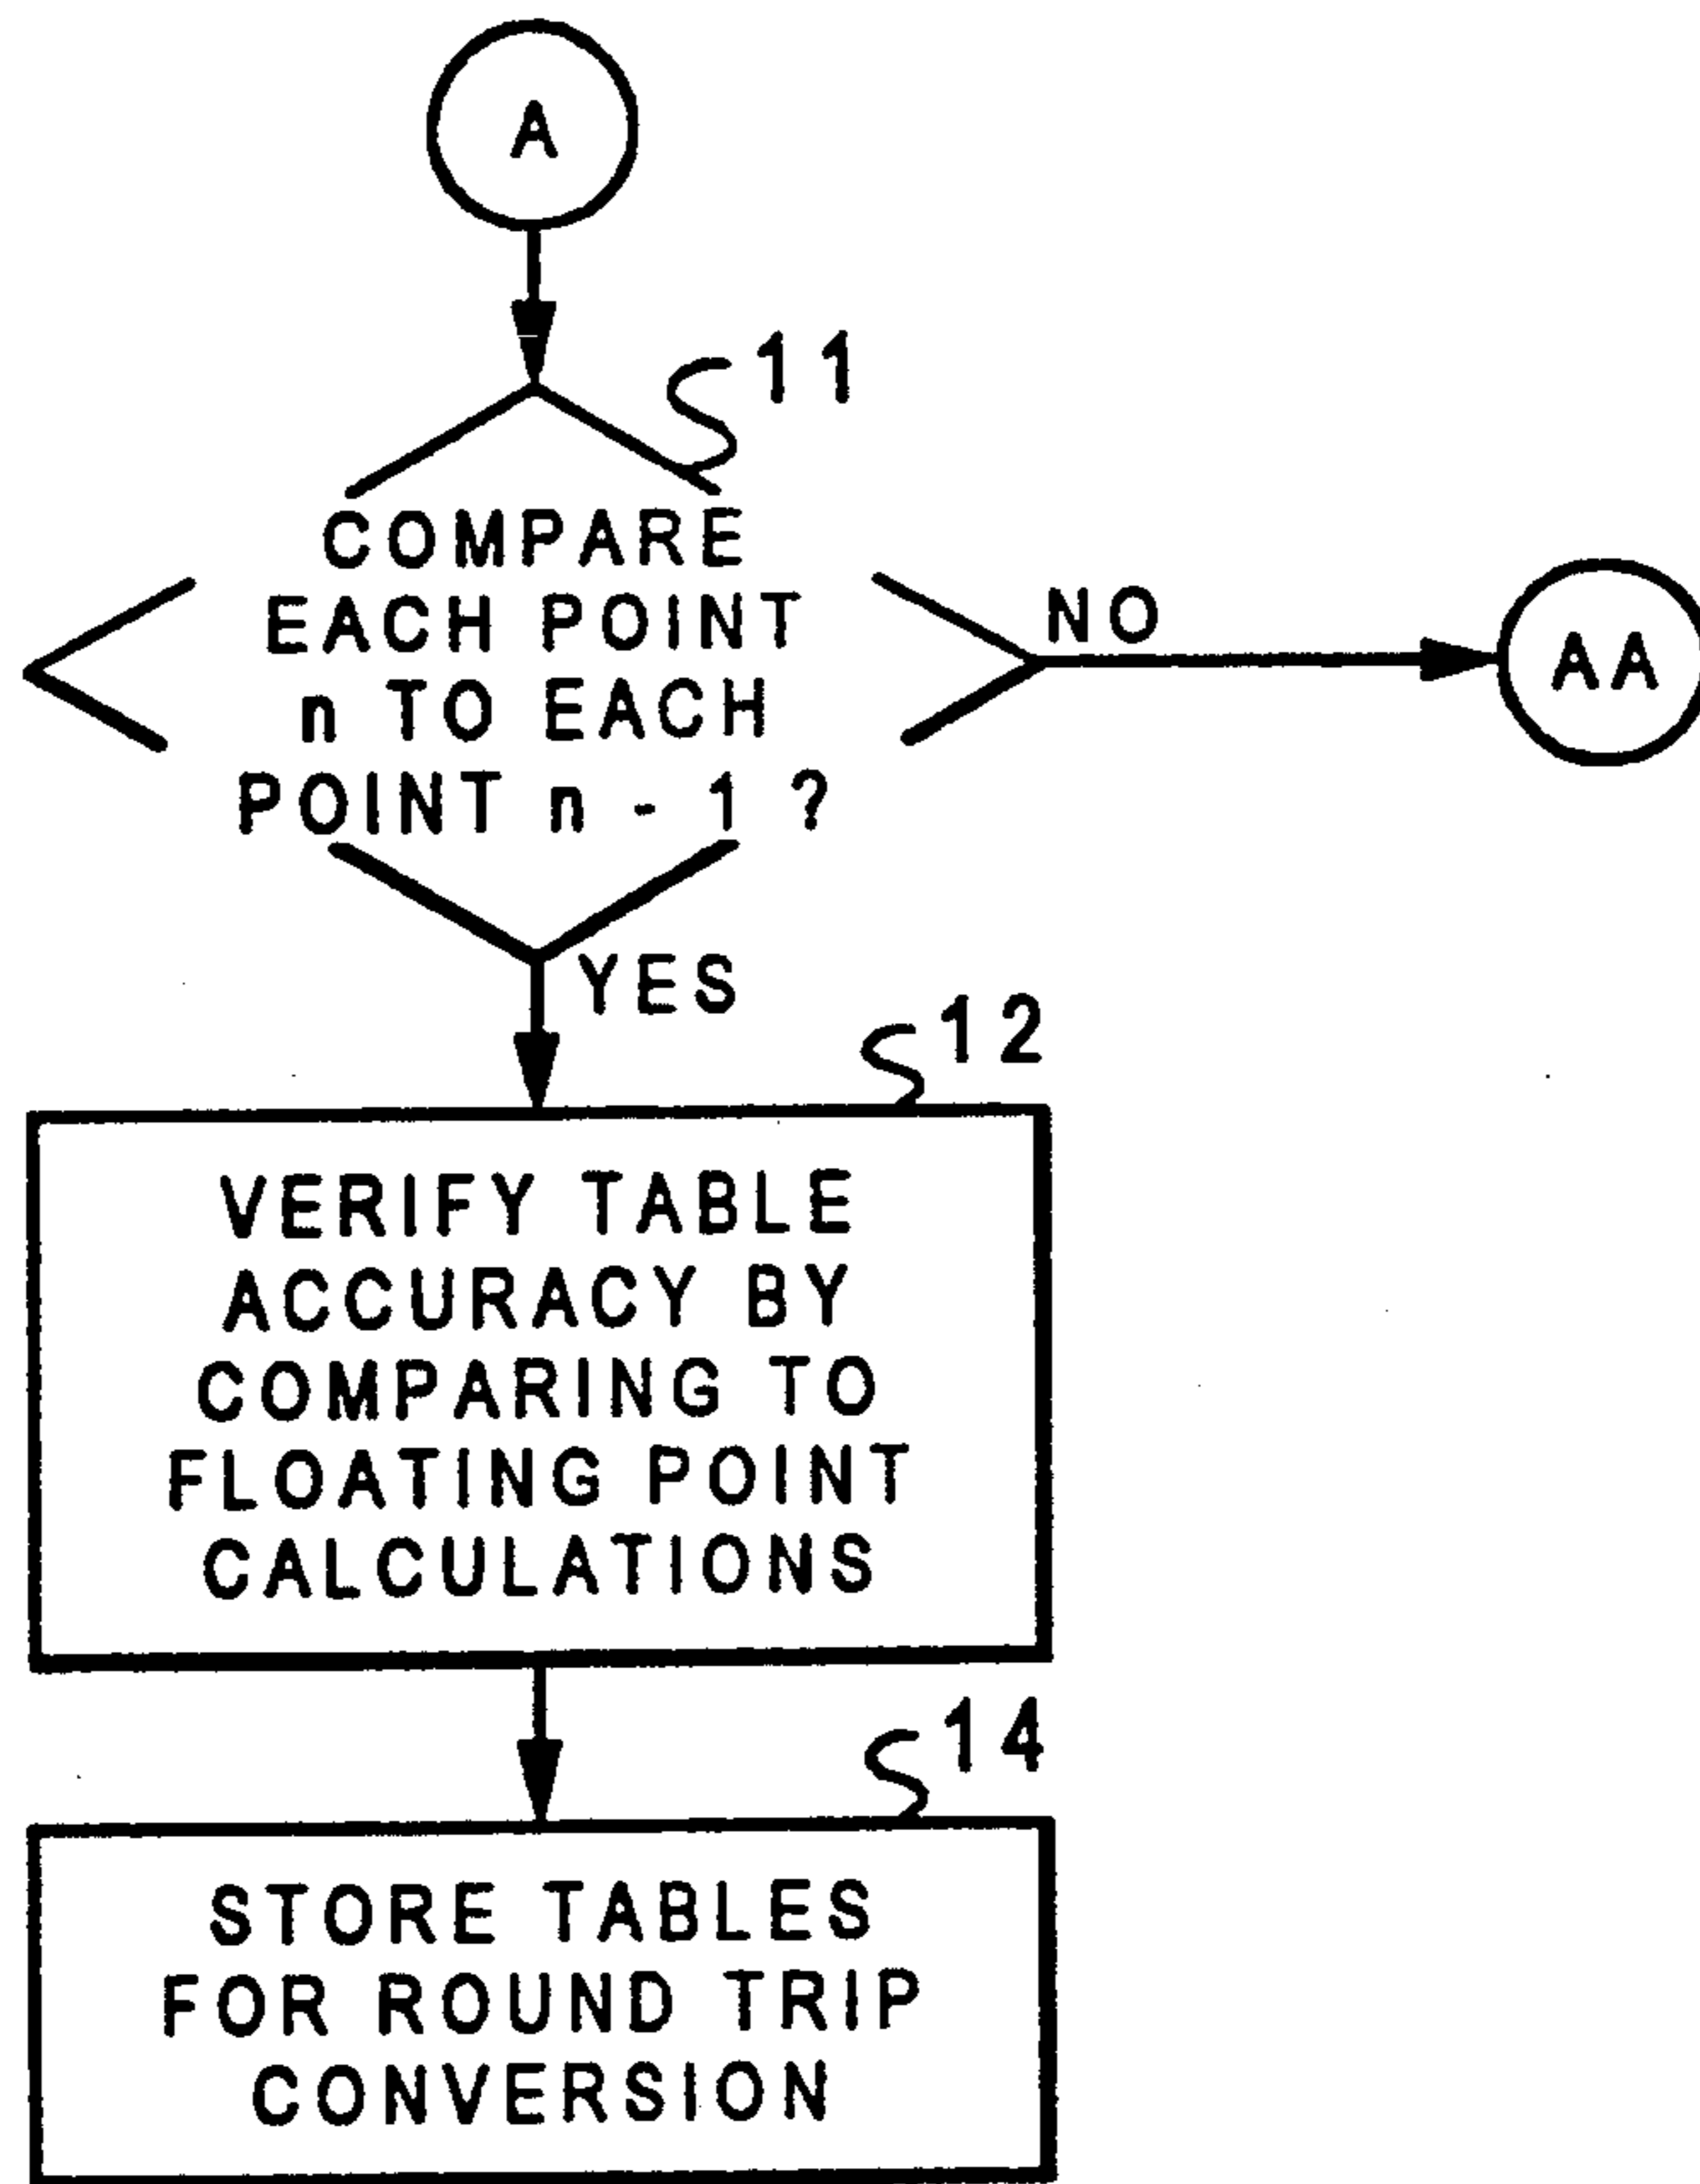 A
11
COMPARE
EACH POINT
n TO EACH
POINT n - 1 ?
NO
AA
YES
12
VERIFY TABLE
ACCURACY BY
COMPARING TO
FLOATING POINT
CALCULATIONS
14
STORE TABLES
FOR ROUND TRIP
CONVERSION